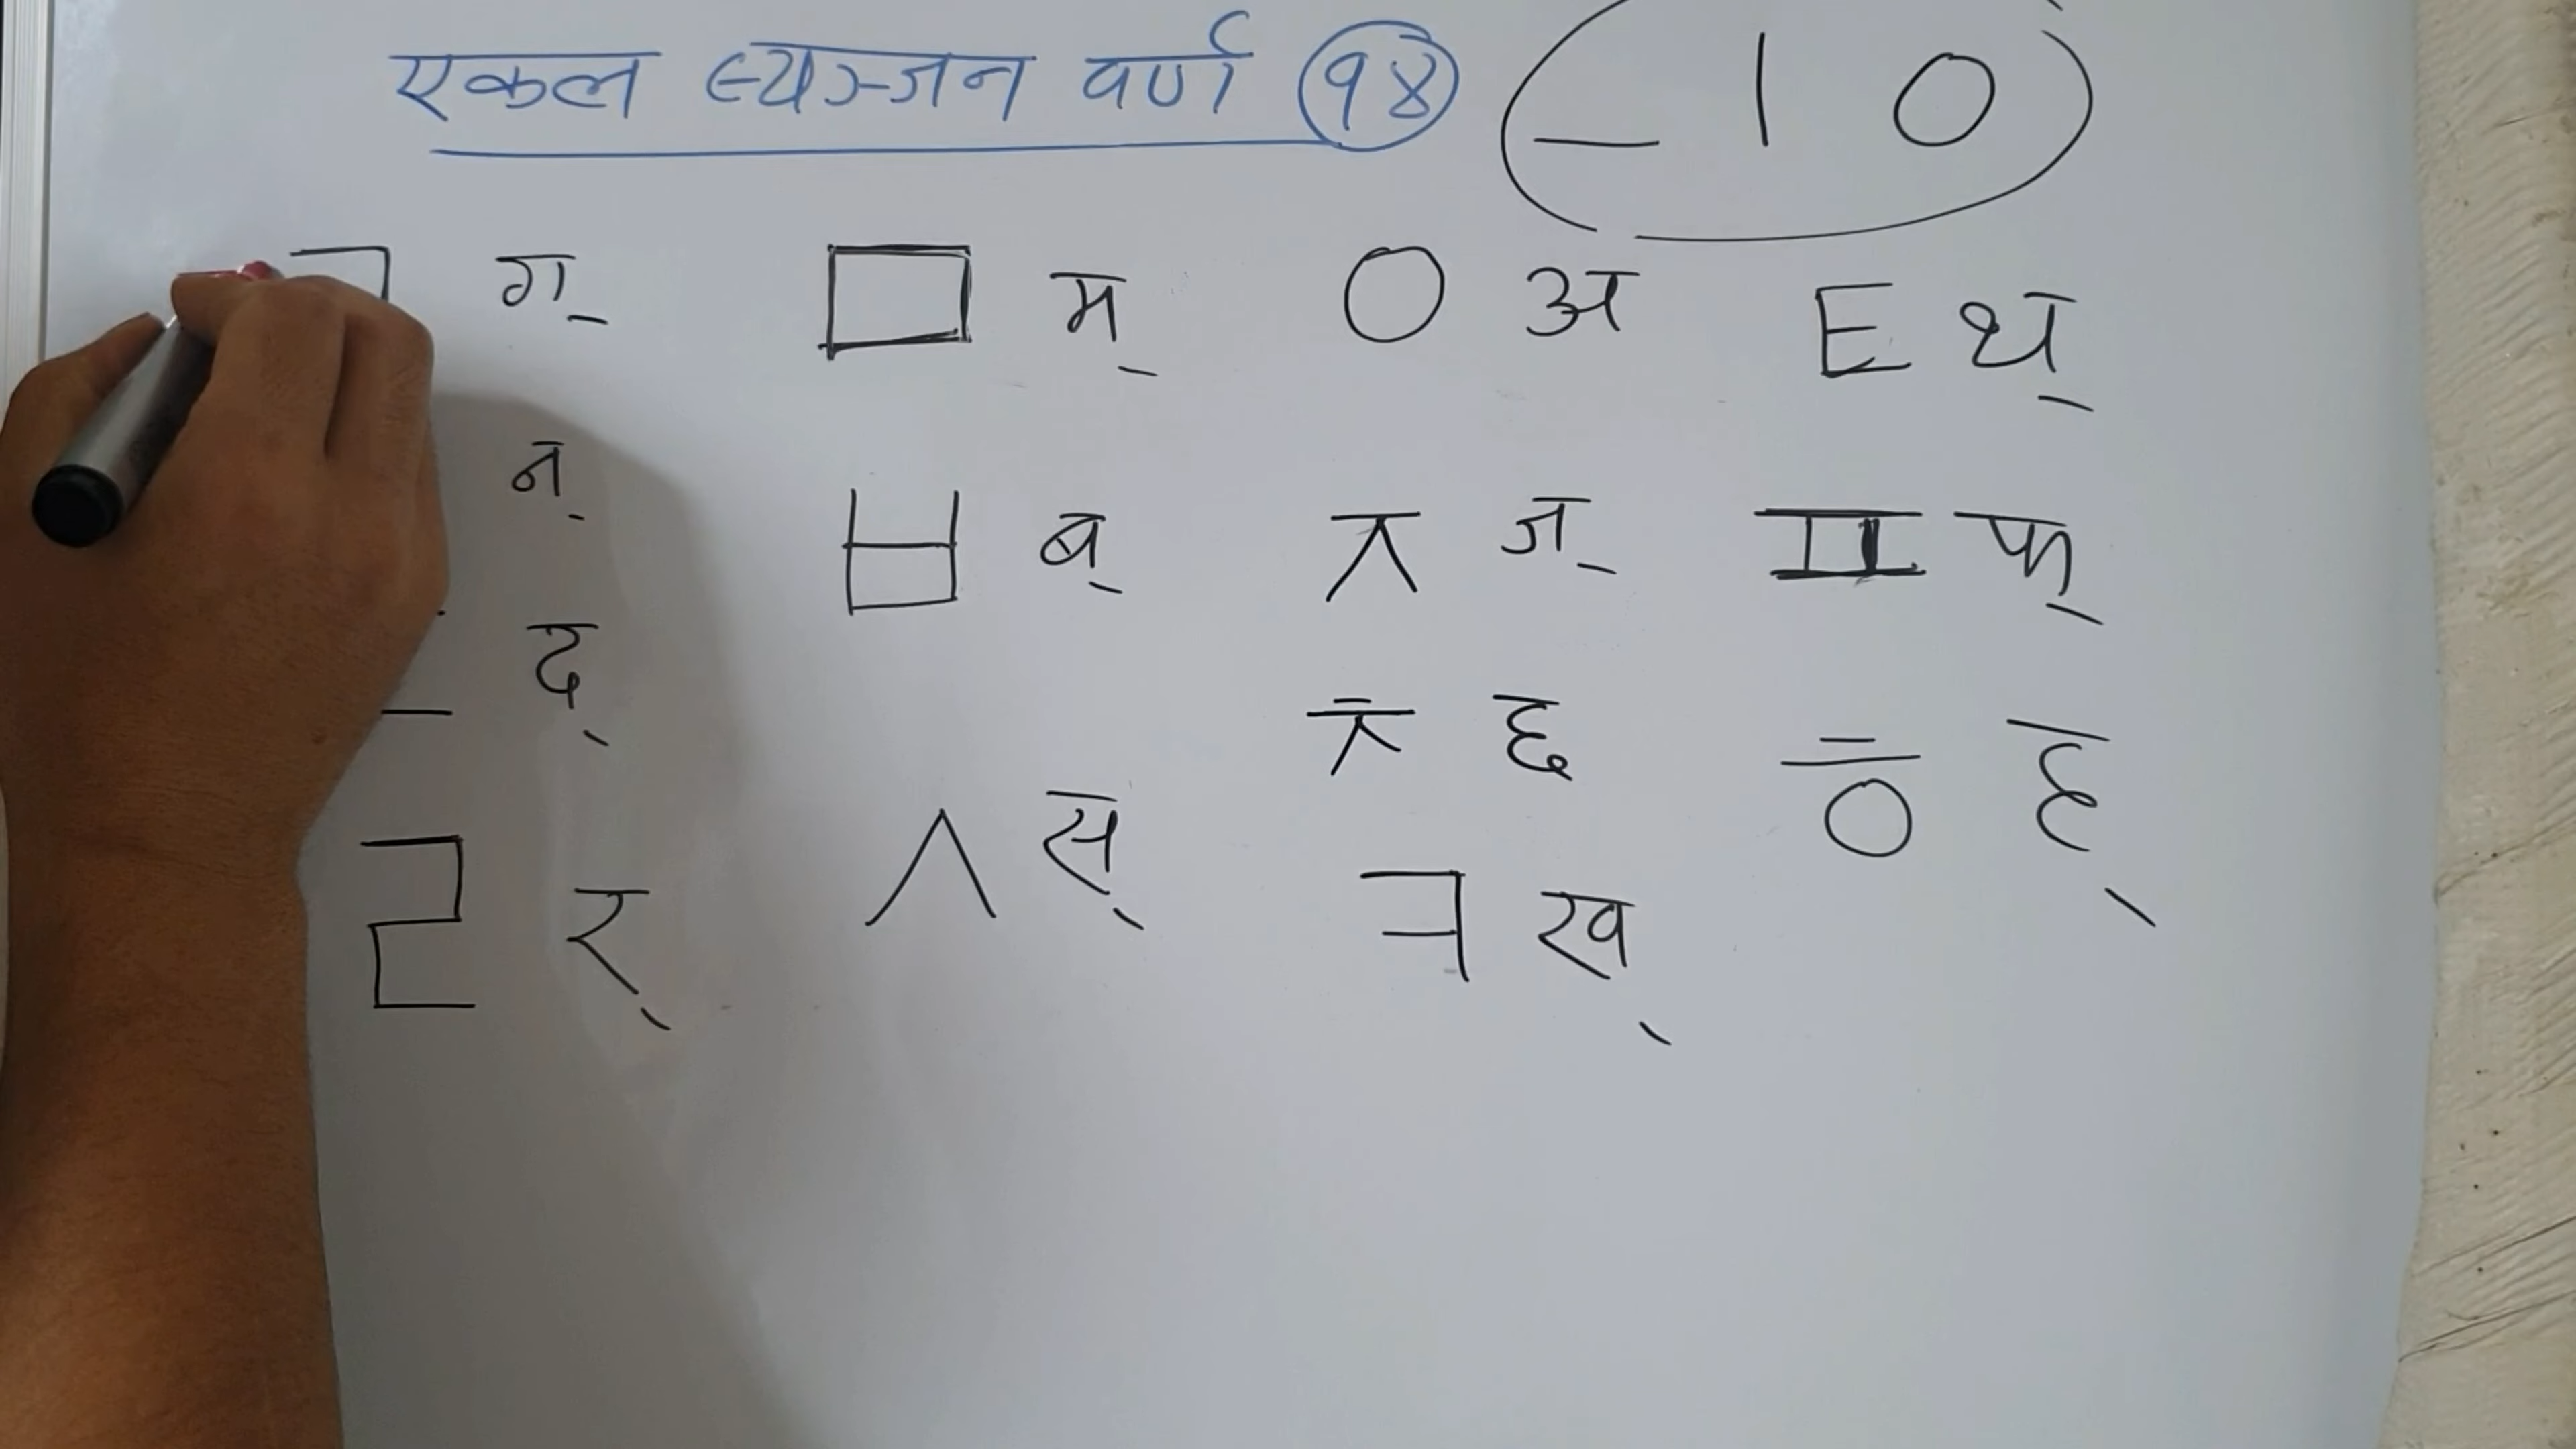 एकल व्यञ्जन वर्ण १४ ㅡ ㅣ ㅇ
ㄱ ग् ㅁ म् ㅇ अ ㅌ थ्
न् ㅂ ब् ㅈ ज् ㅍ फ्
द् ㅊ छ ㅎ ह्
ㄹ र् ㅅ स् ㅋ ख्